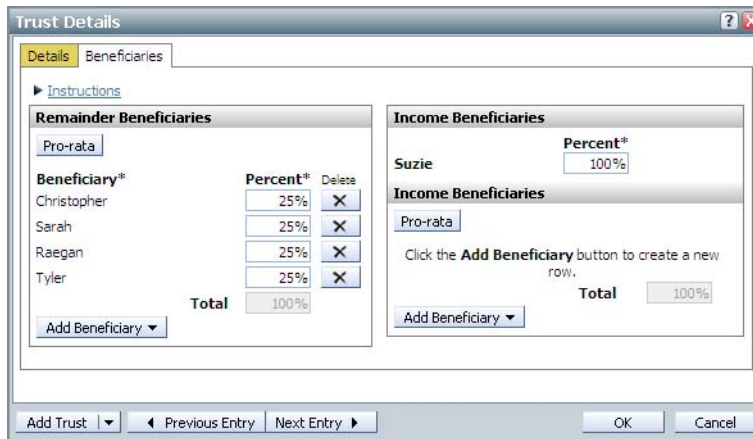 Trust Details
?
X
Details Beneficiaries
Instructions
Remainder Beneficiaries
Pro-rata
Beneficiary* Percent* Delete
Christopher 25% X
Sarah 25% X
Raegan 25% X
Tyler 25% X
Total 100%
Add Beneficiary
Income Beneficiaries
Percent*
Suzie 100%
Income Beneficiaries
Pro-rata
Click the Add Beneficiary button to create a new
row.
Total 100%
Add Beneficiary
Add Trust Previous Entry Next Entry OK Cancel